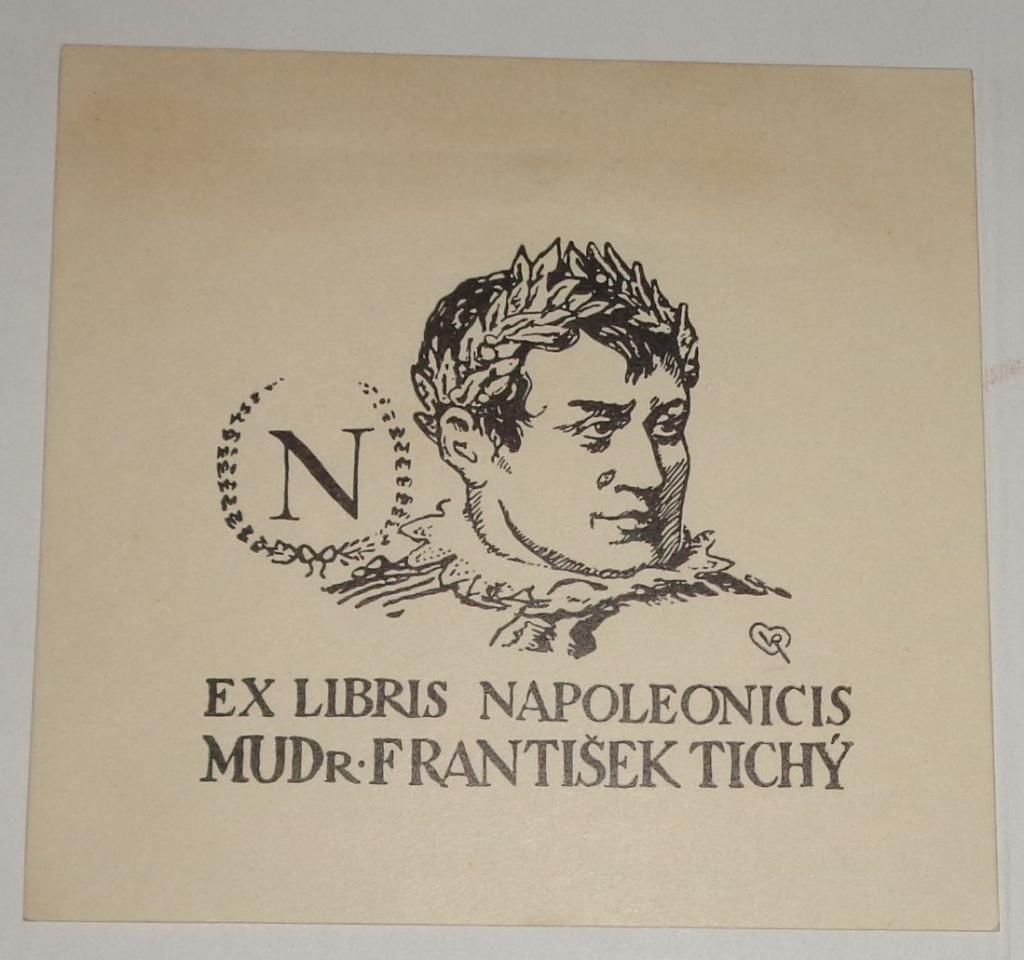 N
EX LIBRIS NAPOLEONICIS
MUDR·FRANTIŠEK TICHÝ